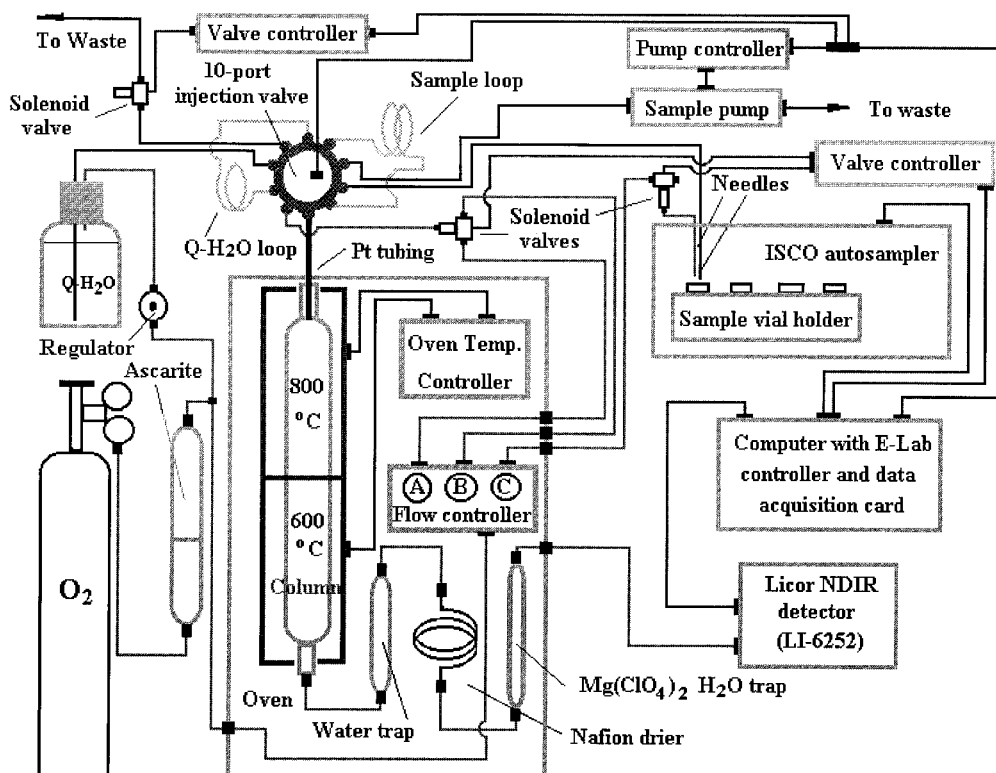 To Waste
Valve controller
10-port
injection valve
Sample loop
Pump controller
Solenoid
valve
Sample pump
To waste
Valve controller
Needles
Solenoid
valves
Q-H2O loop
Pt tubing
ISCO autosampler
Q-H2O
Sample vial holder
Regulator
Ascarite
Oven Temp.
Controller
800
°C
Computer with E-Lab
controller and data
acquisition card
A B C
Flow controller
600
°C
Column
O2
Licor NDIR
detector
(LI-6252)
Mg(ClO4)2 H2O trap
Oven
Water trap
Nafion drier